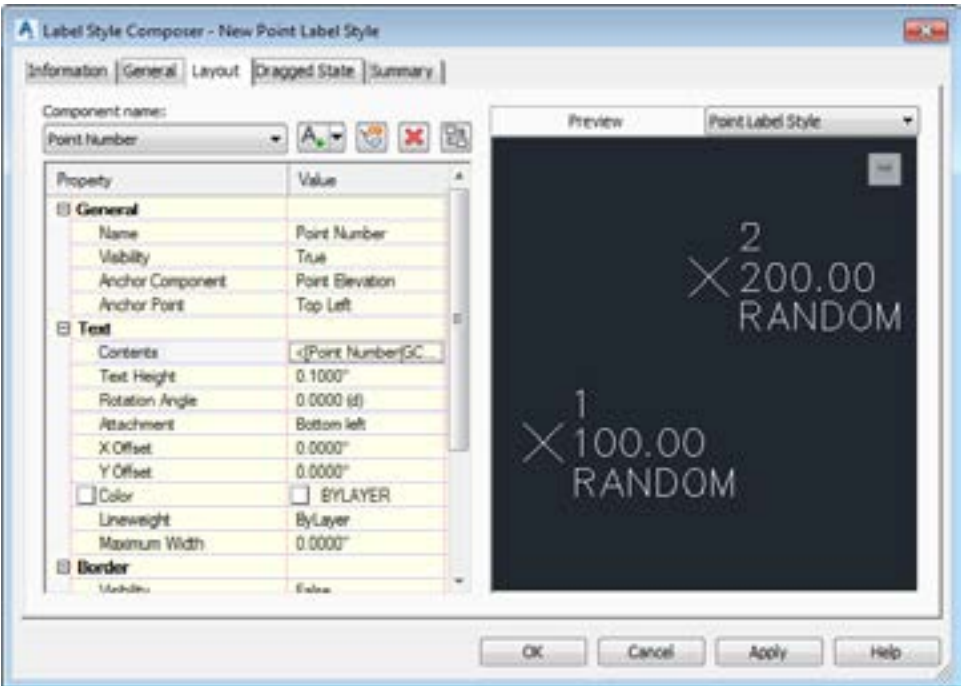 Label Style Composer - New Point Label Style
Information General Layout Dragged State Summary
Component name:
Point Number
Property Value
General
Name Point Number
Visibility True
Anchor Component Point Elevation
Anchor Point Top Left
Text
Contents <[Point Number(GC...
Text Height 0.1000"
Rotation Angle 0.0000 (d)
Attachment Bottom left
X Offset 0.0000"
Y Offset 0.0000"
Color BYLAYER
Lineweight ByLayer
Maximum Width 0.0000"
Border
Visibility False
Preview Point Label Style
2
200.00
RANDOM
1
100.00
RANDOM
OK Cancel Apply Help